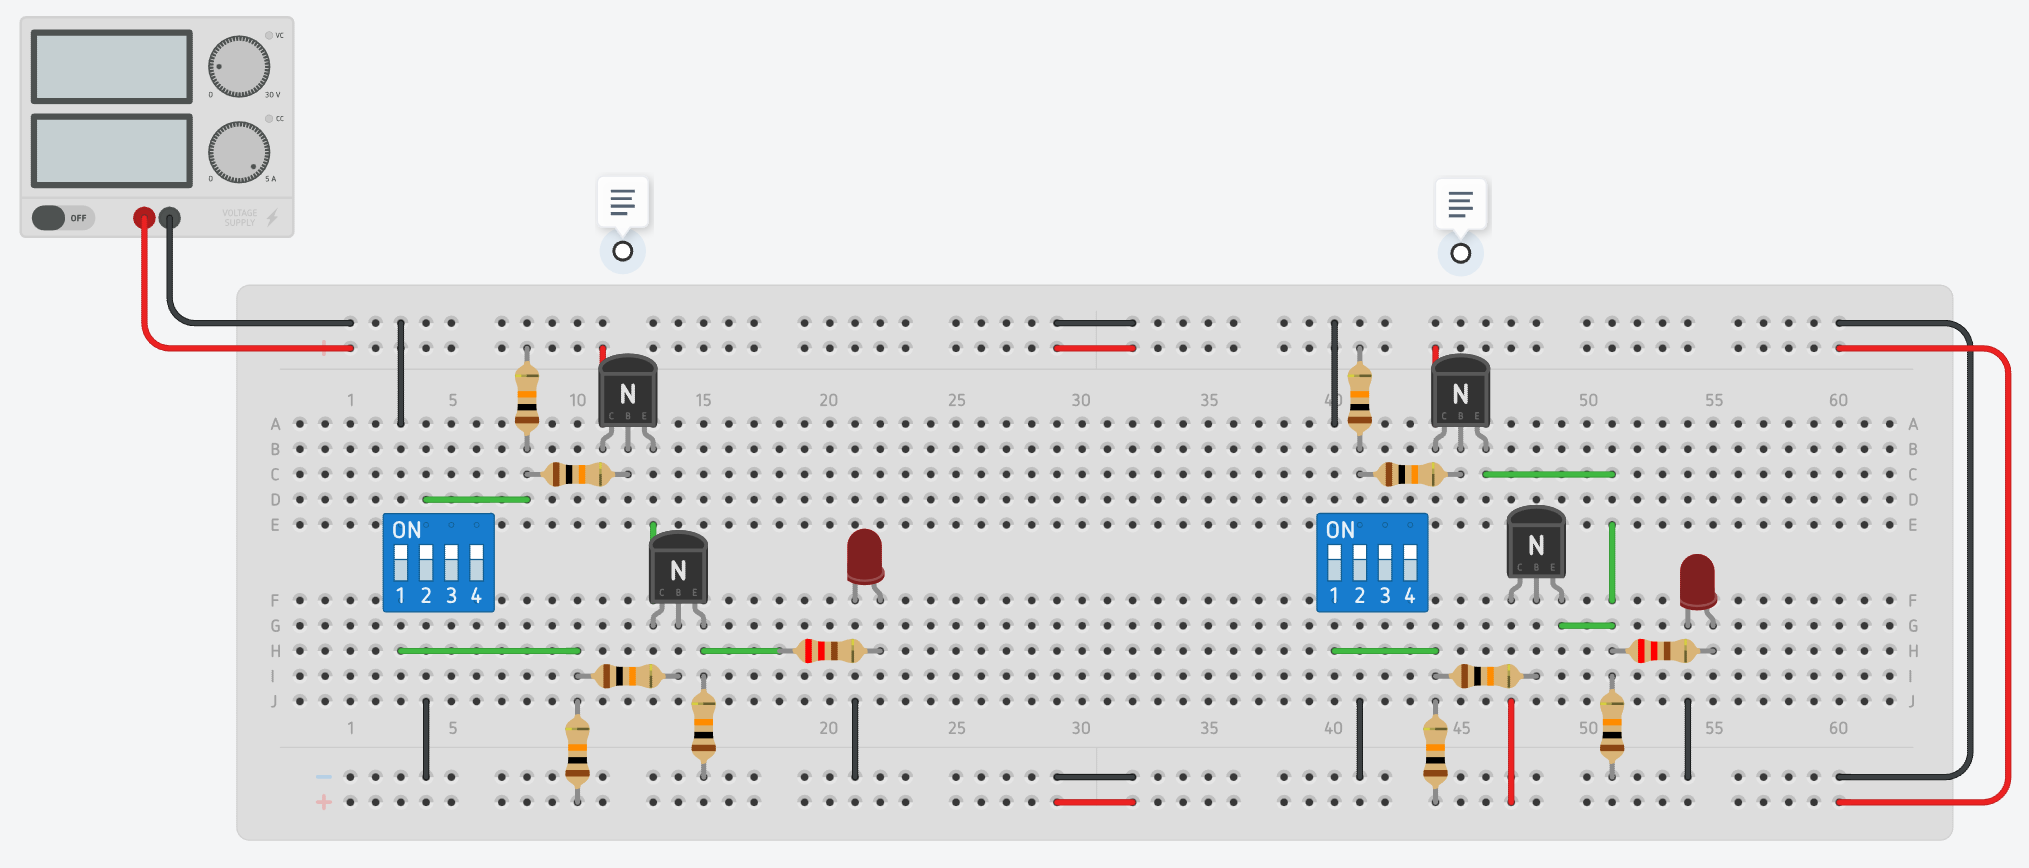 VC
0 30 V
CC
0 5 A
OFF VOLTAGE SUPPLY
+
1 5 10 15 20 25 30 35 40 45 50 55 60
N
C B E
N
C B E
A A
B B
C C
D D
E E
ON
1 2 3 4
N
C B E
ON
1 2 3 4
N
C B E
F F
G G
H H
I I
J J
1 5 20 25 30 35 40 45 50 55 60
−
+